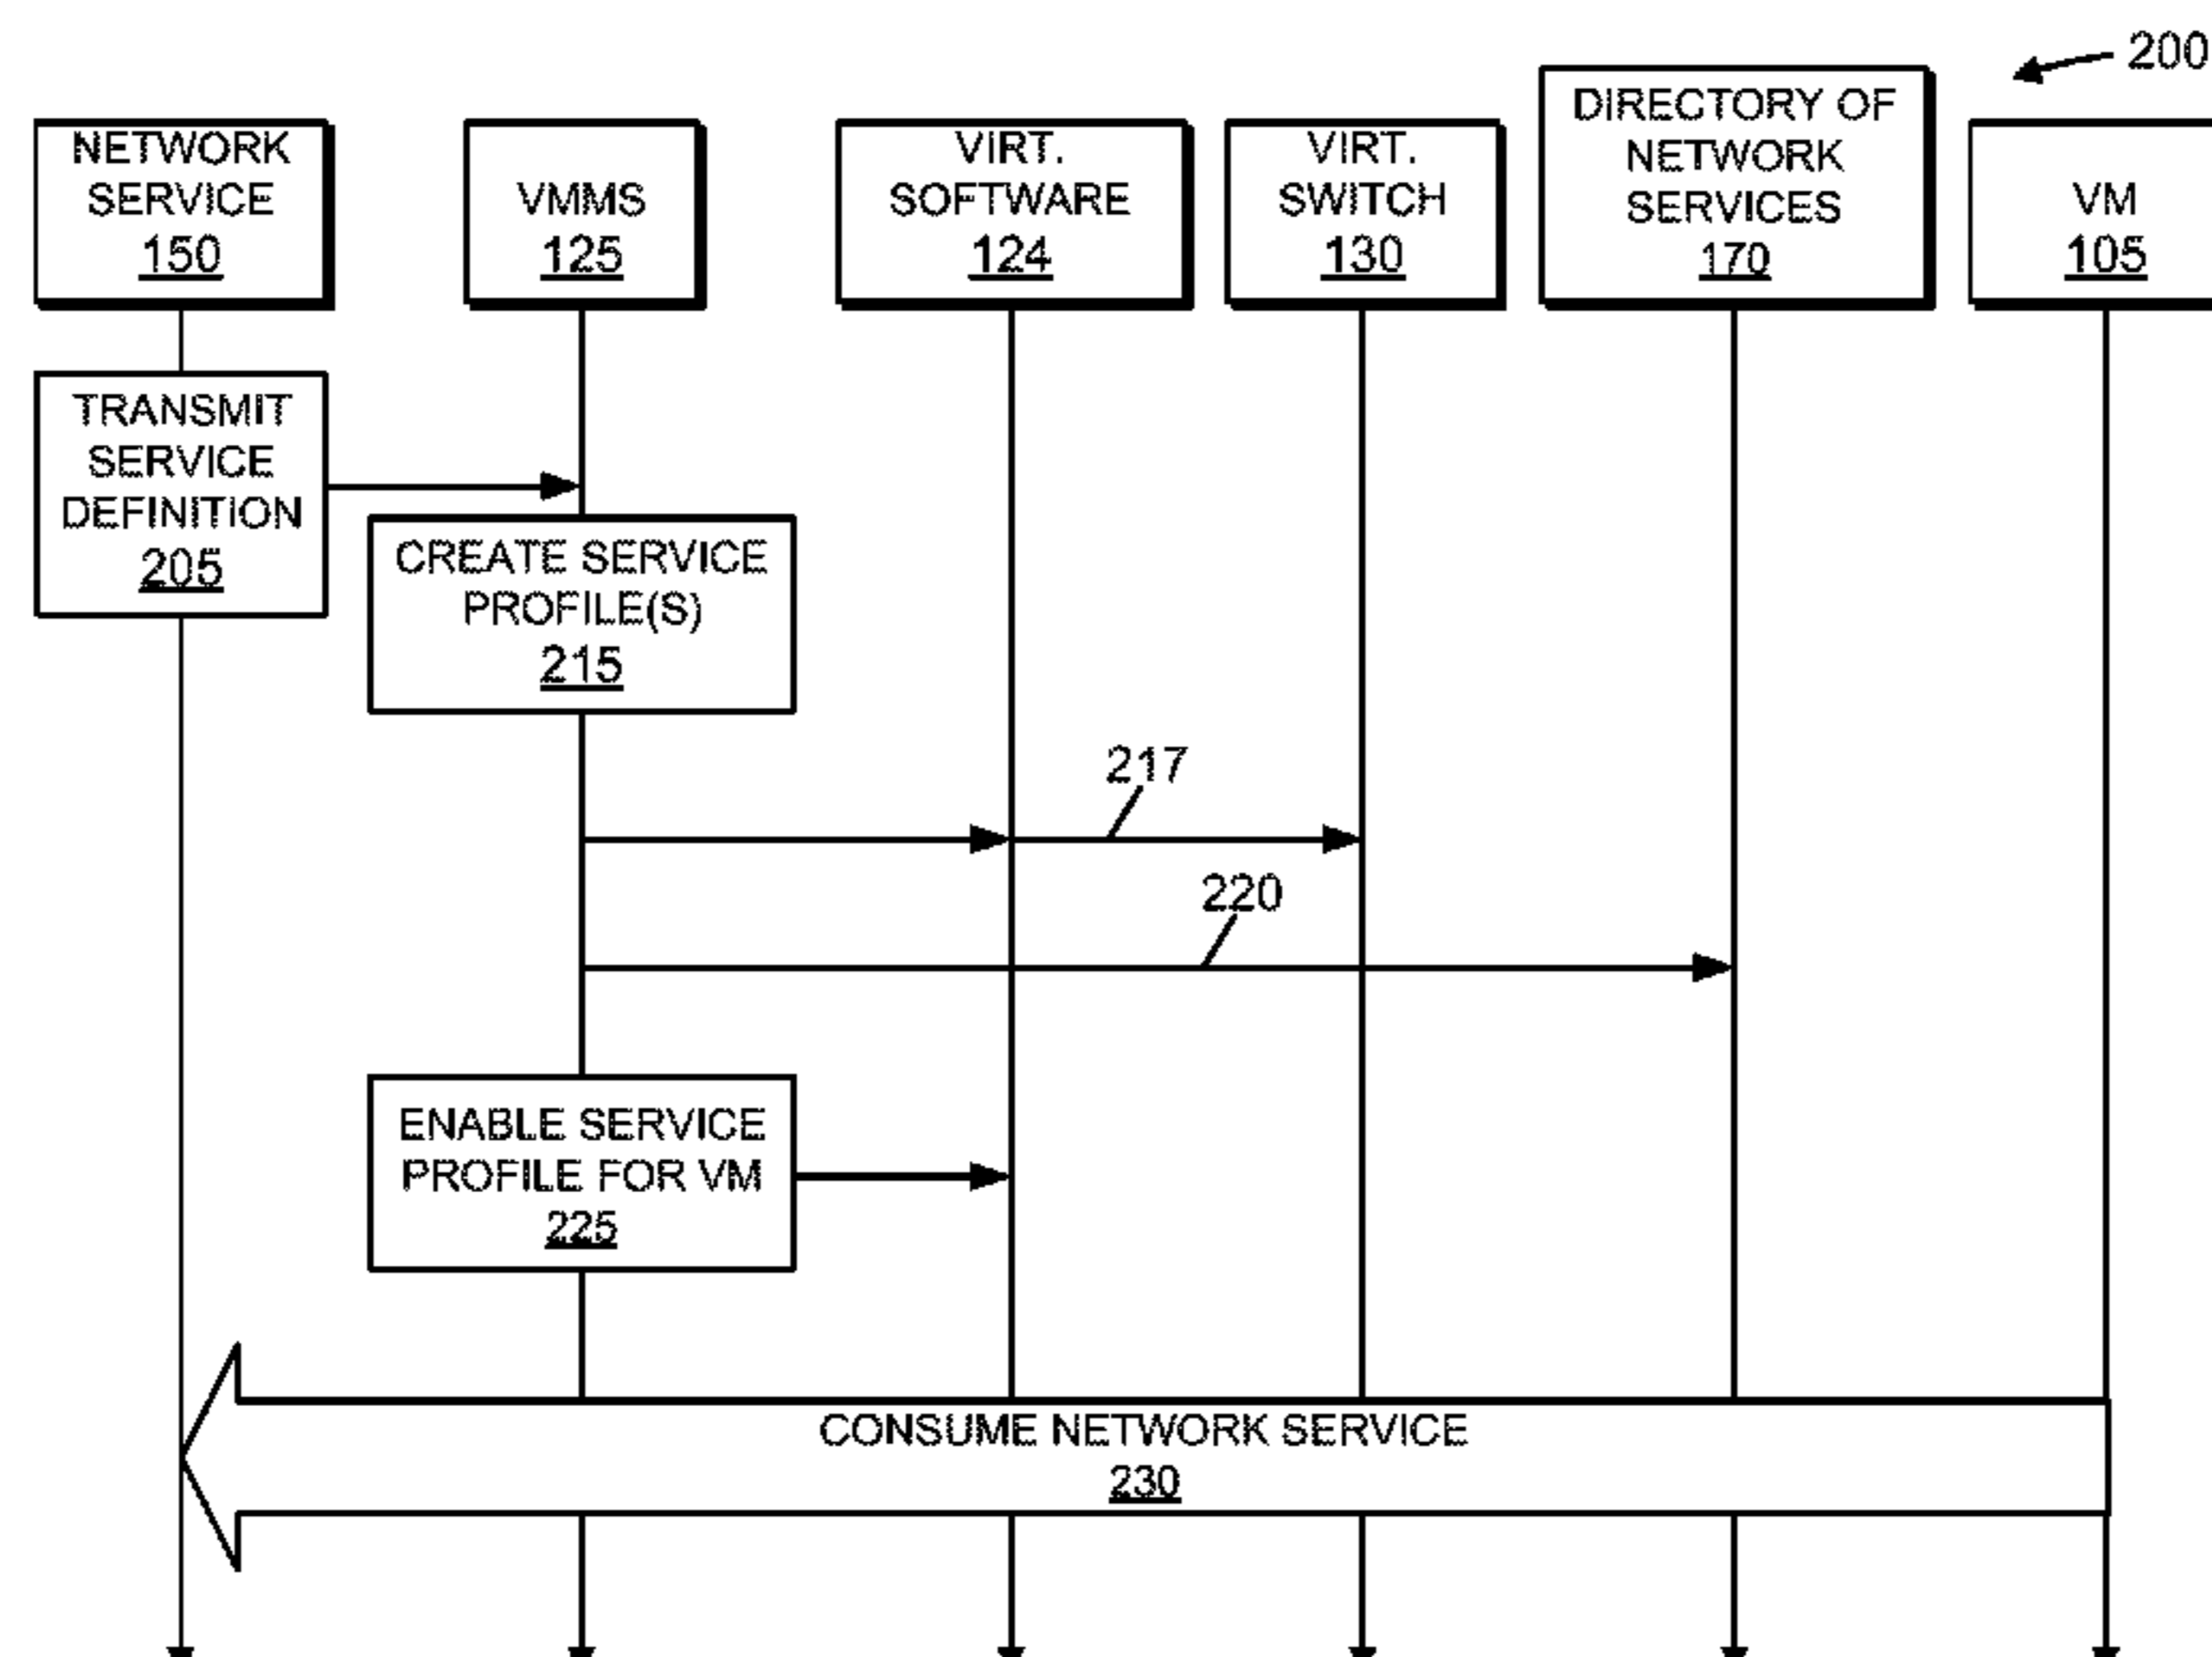 200
NETWORK
SERVICE
150
VMMS
125
VIRT.
SOFTWARE
124
VIRT.
SWITCH
130
DIRECTORY OF
NETWORK
SERVICES
170
VM
105
TRANSMIT
SERVICE
DEFINITION
205
CREATE SERVICE
PROFILE(S)
215
217
220
ENABLE SERVICE
PROFILE FOR VM
225
CONSUME NETWORK SERVICE
230